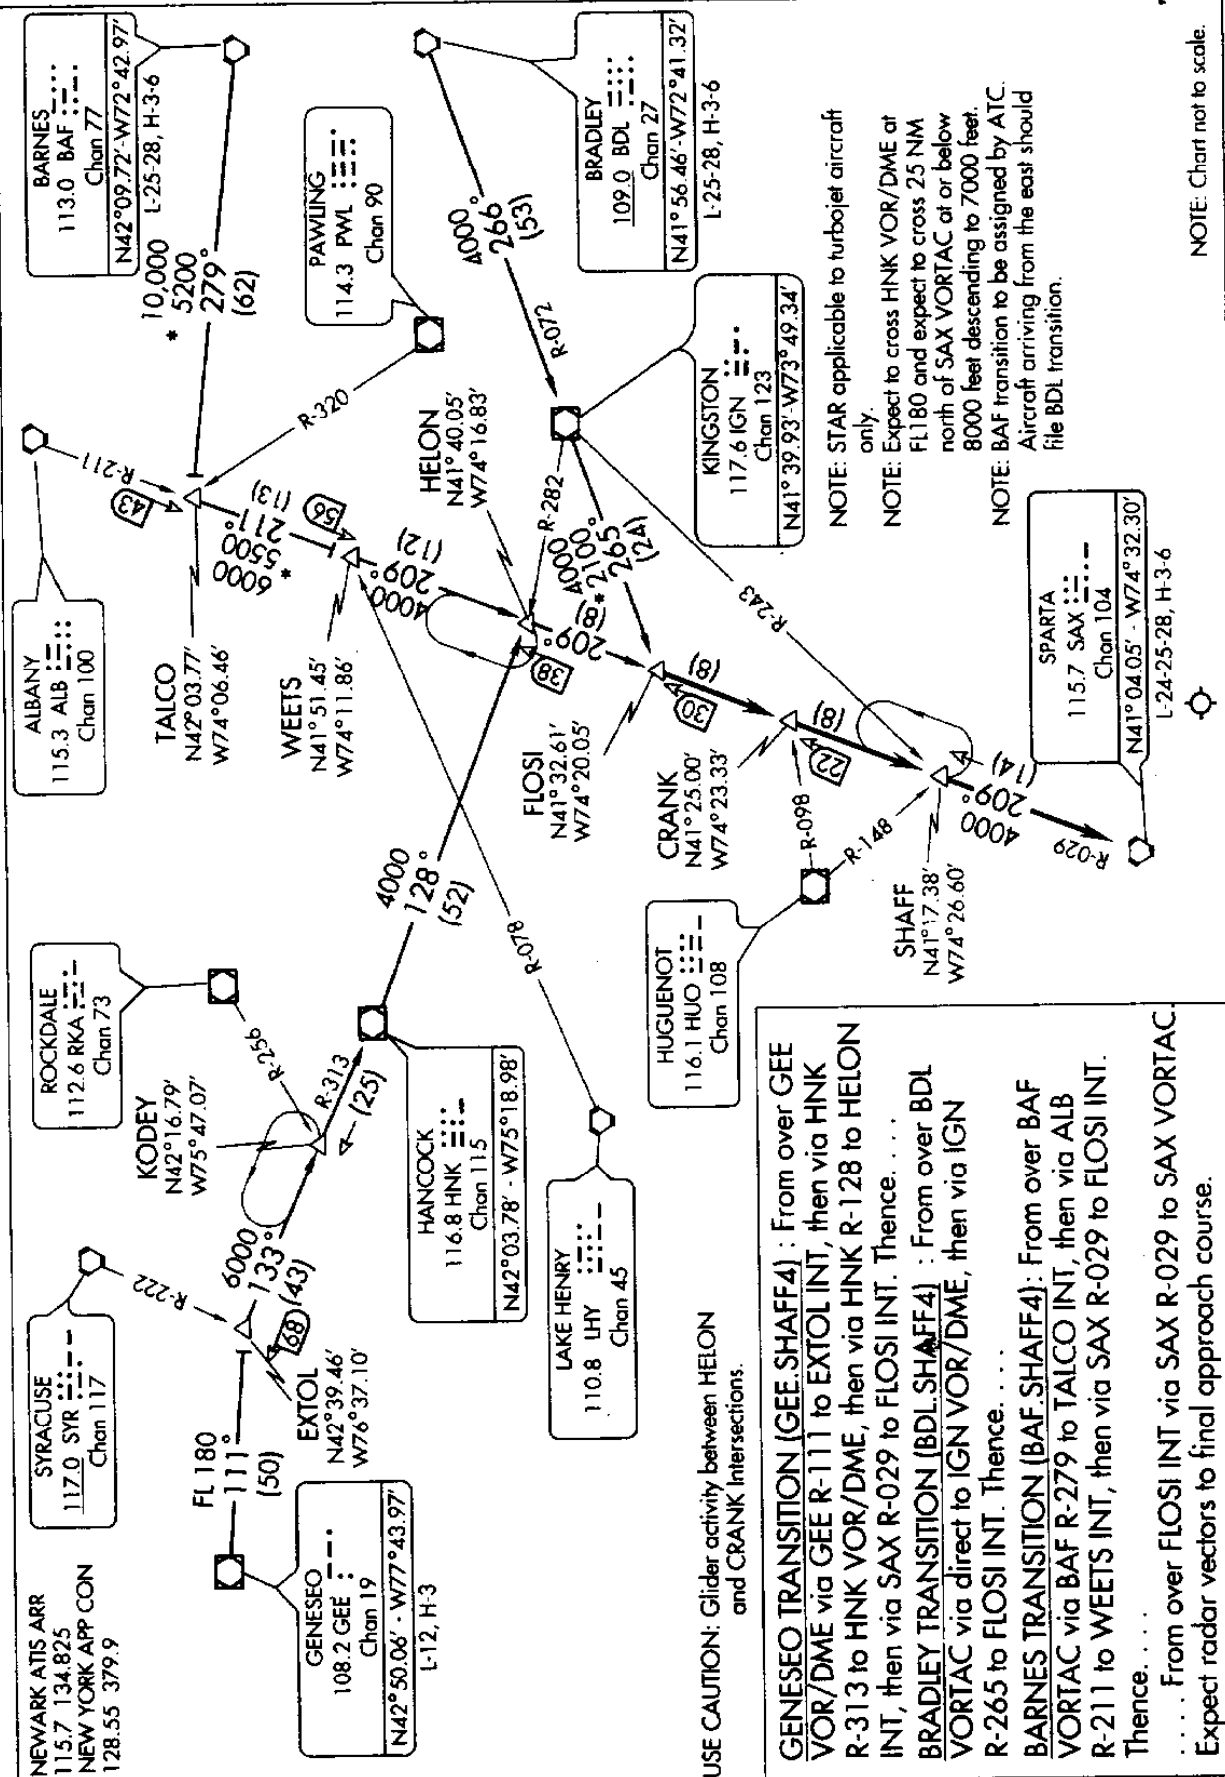 NEWARK ATIS ARR
115.7 134.825
NEW YORK APP CON
128.55 379.9
SYRACUSE
117.0 SYR
Chan 117
R-222
FL 180
111°
(50)
GENESEO
108.2 GEE
Chan 19
N42°50.06' - W77°43.97'
L-12, H-3
EXTOL
N42°39.46'
W76°37.10'
68
6000
133°
(43)
ROCKDALE
112.6 RKA
Chan 73
R-256
KODEY
N42°16.79'
W75°47.07'
R-313
(25)
HANCOCK
116.8 HNK
Chan 115
N42°03.78' - W75°18.98'
4000
128°
(52)
LAKE HENRY
110.8 LHY
Chan 45
R-078
ALBANY
115.3 ALB
Chan 100
R-211
43
TALCO
N42°03.77'
W74°06.46'
6000
*5500
211°
(13)
56
WEETS
N41°51.45'
W74°11.86'
4000
209°
(12)
BARNES
113.0 BAF
Chan 77
N42°09.72'-W72°42.97'
L-25-28, H-3-6
10,000
*5200
279°
(62)
PAWLING
114.3 PWL
Chan 90
R-320
HELON
N41°40.05'
W74°16.83'
R-282
38
209°
(8)
BRADLEY
109.0 BDL
Chan 27
N41°56.46'-W72°41.32'
L-25-28, H-3-6
4000
266°
(53)
R-072
KINGSTON
117.6 IGN
Chan 123
N41°39.93'-W73°49.34'
4000
*2100
265°
(24)
R-243
FLOSI
N41°32.61'
W74°20.05'
30
(8)
CRANK
N41°25.00'
W74°23.33'
22
(8)
R-098
R-148
HUGUENOT
116.1 HUO
Chan 108
SHAFF
N41°17.38'
W74°26.60'
4000
209°
(14)
R-029
SPARTA
115.7 SAX
Chan 104
N41°04.05' - W74°32.30'
L-24-25-28, H-3-6
NOTE: STAR applicable to turbojet aircraft
only.
NOTE: Expect to cross HNK VOR/DME at
FL180 and expect to cross 25 NM
north of SAX VORTAC at or below
8000 feet descending to 7000 feet.
NOTE: BAF transition to be assigned by ATC.
Aircraft arriving from the east should
file BDL transition.
NOTE: Chart not to scale.
USE CAUTION: Glider activity between HELON
and CRANK Intersections.
GENESEO TRANSITION (GEE.SHAFF4) : From over GEE
VOR/DME via GEE R-111 to EXTOL INT, then via HNK
R-313 to HNK VOR/DME, then via HNK R-128 to HELON
INT, then via SAX R-029 to FLOSI INT. Thence. . . .
BRADLEY TRANSITION (BDL.SHAFF4) : From over BDL
VORTAC via direct to IGN VOR/DME, then via IGN
R-265 to FLOSI INT. Thence. . . .
BARNES TRANSITION (BAF.SHAFF4): From over BAF
VORTAC via BAF R-279 to TALCO INT, then via ALB
R-211 to WEETS INT, then via SAX R-029 to FLOSI INT.
Thence. . . .
. . . . From over FLOSI INT via SAX R-029 to SAX VORTAC.
Expect radar vectors to final approach course.